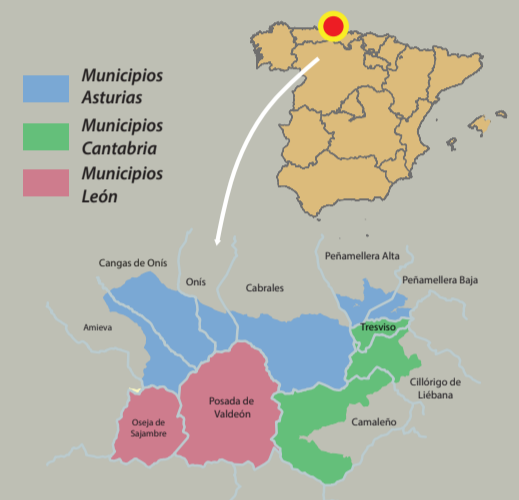 Municipios
Asturias
Municipios
Cantabria
Municipios
León
Peñamellera Alta
Cangas de Onís
Onís
Peñamellera Baja
Cabrales
Amieva
Tresviso
Cillórigo de
Liébana
Posada de
Valdeón
Oseja de
Sajambre
Camaleño